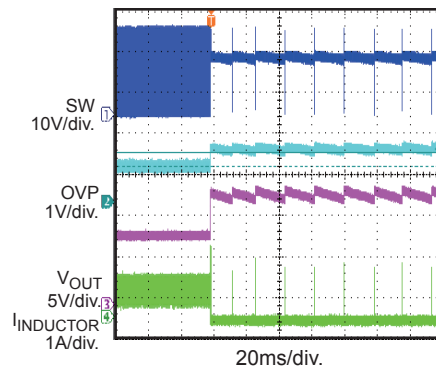 T
SW
1
10V/div.
OVP
2
1V/div.
VOUT
5V/div.
3
4
IINDUCTOR
1A/div.
20ms/div.